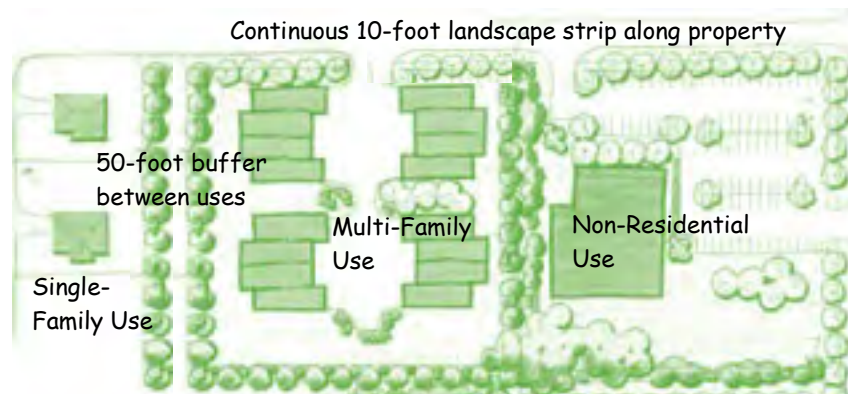 Continuous 10-foot landscape strip along property
50-foot buffer
between uses
Multi-Family
Use
Non-Residential
Use
Single-
Family Use